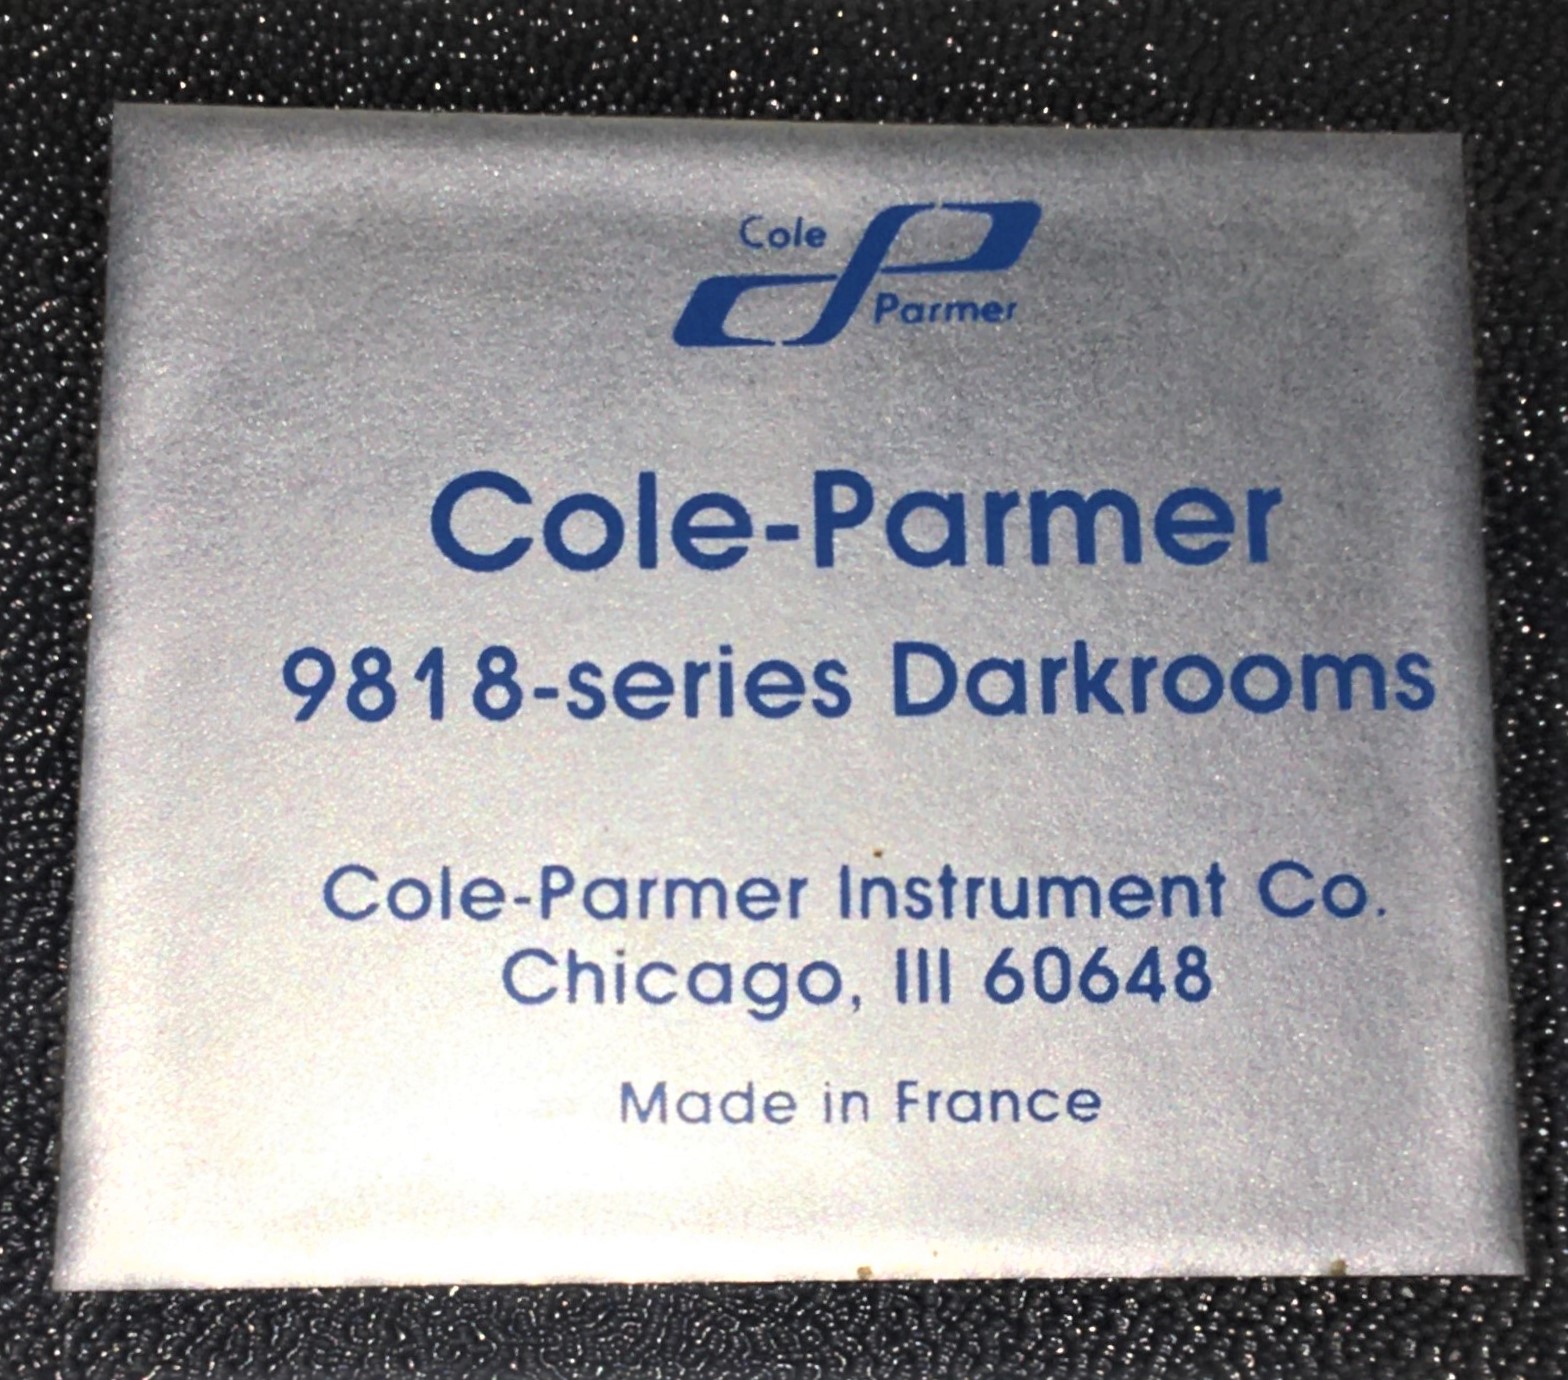 Cole
Parmer
Cole-Parmer
9818-series Darkrooms
Cole-Parmer Instrument Co.
Chicago, Ill 60648
Made in France